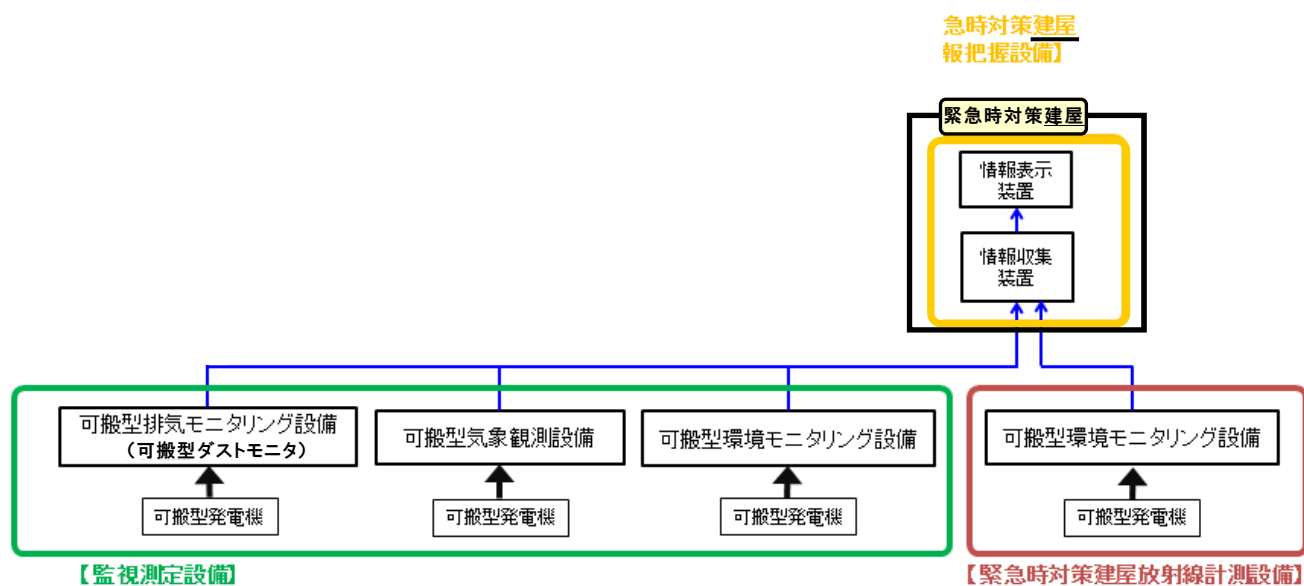 急時対策建屋
報把握設備】
緊急時対策建屋
情報表示
装置
情報収集
装置
可搬型排気モニタリング設備
（可搬型ダストモニタ）
可搬型気象観測設備
可搬型環境モニタリング設備
可搬型環境モニタリング設備
可搬型発電機
可搬型発電機
可搬型発電機
可搬型発電機
【監視測定設備】
【緊急時対策建屋放射線計測設備】